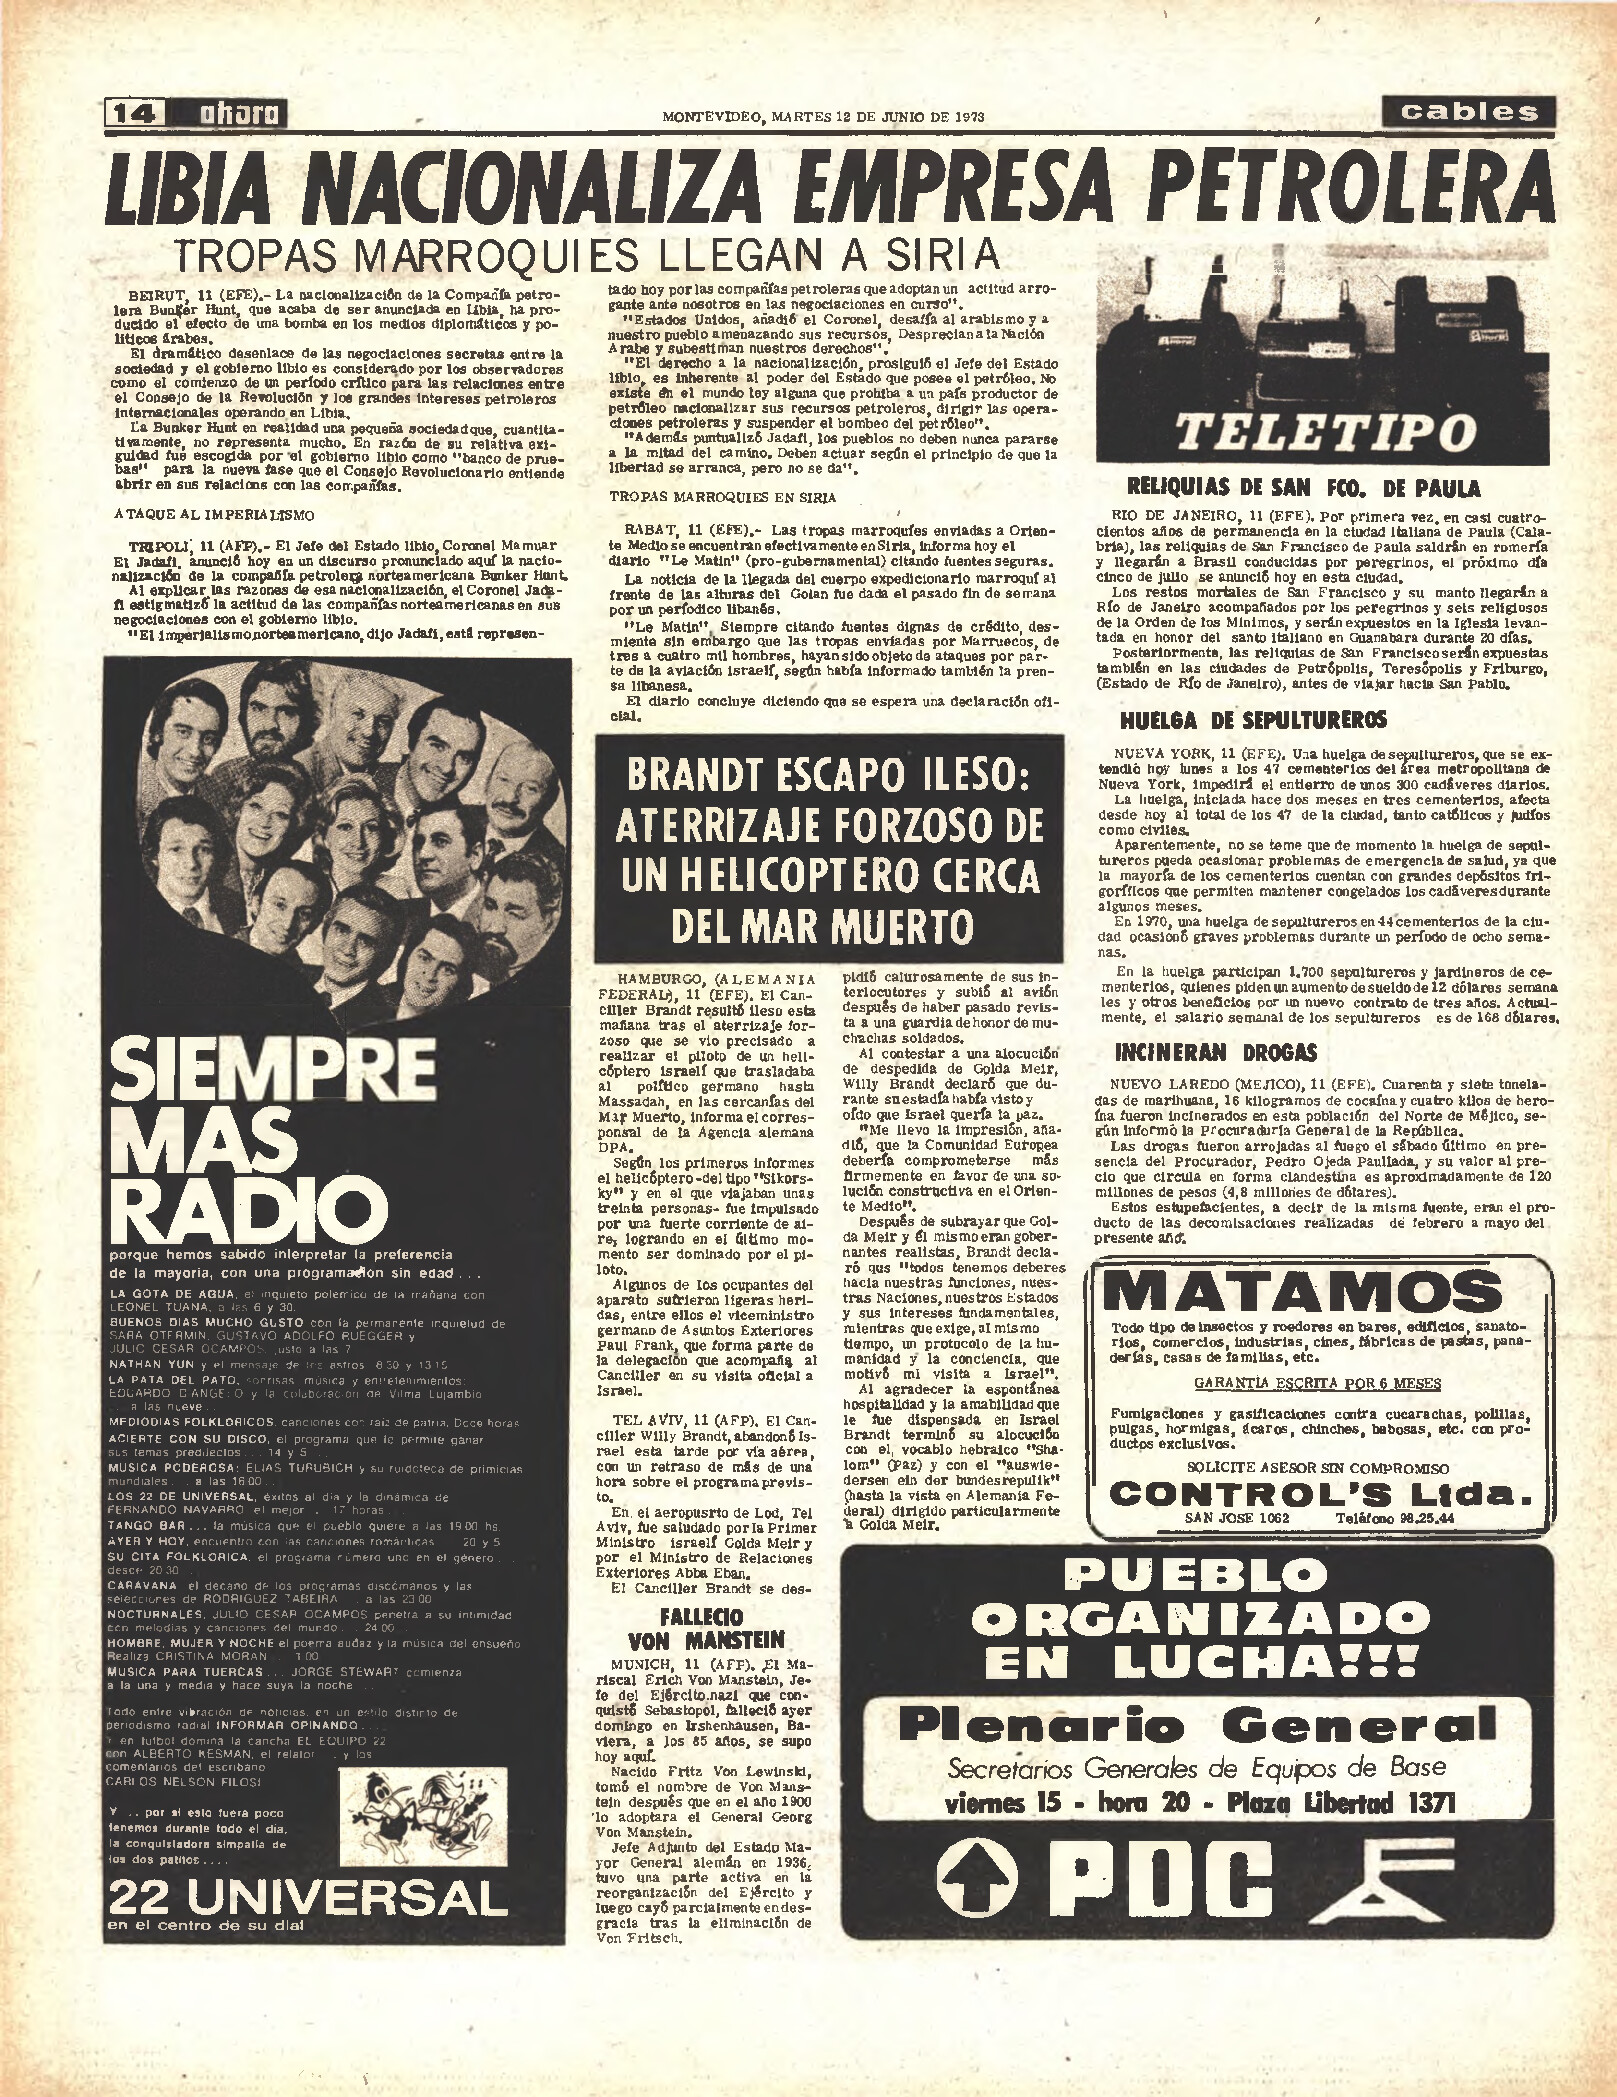 14 ahora
MONTEVIDEO, MARTES 12 DE JUNIO DE 1973
cables
LIBIA NACIONALIZA EMPRESA PETROLERA
TROPAS MARROQUIES LLEGAN A SIRIA
BEIRUT, 11 (EFE).- La nacionalización de la Compañía petro-
lera Bunker Hunt, que acaba de ser anunciada en Libia, ha pro-
ducido el efecto de una bomba en los medios diplomáticos y po-
líticos árabes.
El dramático desenlace de las negociaciones secretas entre la
sociedad y el gobierno libio es considerado por los observadores
como el comienzo de un período crítico para las relaciones entre
el Consejo de la Revolución y los grandes intereses petroleros
internacionales operando en Libia.
La Bunker Hunt en realidad una pequeña sociedad que, cuantita-
tivamente, no representa mucho. En razón de su relativa exi-
guidad fue escogida por el gobierno libio como "banco de prue-
bas" para la nueva fase que el Consejo Revolucionario entiende
abrir en sus relacions con las compañías.
ATAQUE AL IMPERIALISMO
TRIPOLI, 11 (AFP).- El Jefe del Estado libio, Coronel Mamuar
El Jadafi, anunció hoy en un discurso pronunciado aquí la nacio-
nalización de la compañía petrolera norteamericana Bunker Hunt.
Al explicar las razones de esa nacionalización, el Coronel Jada-
fi estigmatizó la actitud de las compañías norteamericanas en sus
negociaciones con el gobierno libio.
"El imperialismo norteamericano, dijo Jadafi, está represen-
tado hoy por las compañías petroleras que adoptan un actitud arro-
gante ante nosotros en las negociaciones en curso".
"Estados Unidos, añadió el Coronel, desafía al arabismo y a
nuestro pueblo amenazando sus recursos, Desprecian a la Nación
Arabe y subestiman nuestros derechos".
"El derecho a la nacionalización, prosiguió el Jefe del Estado
libio, es inherente al poder del Estado que posee el petróleo. No
existe en el mundo ley alguna que prohiba a un país productor de
petróleo nacionalizar sus recursos petroleros, dirigir las opera-
ciones petroleras y suspender el bombeo del petróleo".
"Además puntualizó Jadafi, los pueblos no deben nunca pararse
a la mitad del camino. Deben actuar según el principio de que la
libertad se arranca, pero no se da".
TROPAS MARROQUIES EN SIRIA
RABAT, 11 (EFE).- Las tropas marroquíes enviadas a Orien-
te Medio se encuentran efectivamente en Siria, informa hoy el
diario "Le Matin" (pro-gubernamental) citando fuentes seguras.
La noticia de la llegada del cuerpo expedicionario marroquí al
frente de las alturas del Golan fue dada el pasado fin de semana
por un períodico libanés.
"Le Matin", Siempre citando fuentes dignas de crédito, des-
miente sin embargo que las tropas enviadas por Marruecos, de
tres a cuatro mil hombres, hayan sido objeto de ataques por par-
te de la aviación israelí, según había informado también la pren-
sa libanesa.
El diario concluye diciendo que se espera una declaración ofi-
cial.
SIEMPRE
MAS
RADIO
porque hemos sabido interpretar la preferencia
de la mayoria, con una programación sin edad . . .
LA GOTA DE AGUA, el inquieto polemico de la mañana con
LEONEL TUANA, a las 6 y 30.
BUENOS DIAS MUCHO GUSTO con la permanente inquietud de
SARA OTERMIN, GUSTAVO ADOLFO RUEGGER y
JULIO CESAR OCAMPOS, justo a las 7
NATHAN YUN y el mensaje de los astros 8:30 y 13:15
LA PATA DEL PATO, sonrisas, música y entretenimientos:
EDUARDO D'ANGELO y la colaboración de Vilma Lujambio
. . . a las nueve . .
MEDIODIAS FOLKLORICOS, canciones con raiz de patria. Doce horas
ACIERTE CON SU DISCO, el programa que le permite ganar
sus temas predilectos . . . 14 y 5 . .
MUSICA PODEROSA: ELIAS TURUBICH y su ruidoteca de primicias
mundiales . . . a las 16:00 . .
LOS 22 DE UNIVERSAL, éxitos al día y la dinámica de
FERNANDO NAVARRO el mejor . . 17 horas . .
TANGO BAR . . . la música que el pueblo quiere a las 19:00 hs.
AYER Y HOY, encuentro con las canciones románticas 20 y 5
SU CITA FOLKLORICA, el programa número uno en el género . .
desde 20:30 . .
CARAVANA el decano de los programas discómanos y las
selecciones de RODRIGUEZ TABEIRA . . a las 23:00
NOCTURNALES, JULIO CESAR OCAMPOS penetra a su intimidad
con melodias y canciones del mundo . . . 24:00 . .
HOMBRE, MUJER Y NOCHE el poema audaz y la música del ensueño
Realiza CRISTINA MORAN . . 1:00
MUSICA PARA TUERCAS . . . JORGE STEWART comienza
a la una y media y hace suya la noche . .
Todo entre vibración de noticias, en un estilo distinto de
periodismo radial INFORMAR OPINANDO . . .
Y en futbol domina la cancha EL EQUIPO 22
con ALBERTO KESMAN, el relator . . y los
comentarios del escribano
CARLOS NELSON FILOSI
Y . . por si esto fuera poco
tenemos durante todo el dia,
la conquistadora simpatia de
los dos patitos . . . .
22 UNIVERSAL
en el centro de su dial
BRANDT ESCAPO ILESO:
ATERRIZAJE FORZOSO DE
UN HELICOPTERO CERCA
DEL MAR MUERTO
HAMBURGO, (ALEMANIA
FEDERAL), 11 (EFE). El Can-
ciller Brandt resultó ileso esta
mañana tras el aterrizaje for-
zoso que se vio precisado a
realizar el piloto de un heli-
cóptero israelí que trasladaba
al político germano hasta
Massadah, en las cercanías del
Mar Muerto, informa el corres-
ponsal de la Agencia alemana
DPA.
Según los primeros informes
el helicóptero -del tipo "Sikors-
ky" y en el que viajaban unas
treinta personas- fue impulsado
por una fuerte corriente de ai-
re, logrando en el último mo-
mento ser dominado por el pi-
loto.
Algunos de los ocupantes del
aparato sufrieron ligeras heri-
das, entre ellos el viceministro
germano de Asuntos Exteriores
Paul Frank, que forma parte de
la delegación que acompaña al
Canciller en su visita oficial a
Israel.
TEL AVIV, 11 (AFP). El Can-
ciller Willy Brandt, abandonó Is-
rael esta tarde por vía aérea,
con un retraso de más de una
hora sobre el programa previs-
to.
En el aeropusrto de Lod, Tel
Aviv, fue saludado por la Primer
Ministro israelí Golda Meir y
por el Ministro de Relaciones
Exteriores Abba Eban.
El Canciller Brandt se des-
pidió calurosamente de sus in-
terlocutores y subió al avión
después de haber pasado revis-
ta a una guardia de honor de mu-
chachas soldados.
Al contestar a una alocución
de despedida de Golda Meir,
Willy Brandt declaró que du-
rante su estadía había visto y
oído que Israel quería la paz.
"Me llevo la impresión, aña-
dió, que la Comunidad Europea
debería comprometerse más
firmemente en favor de una so-
lución constructiva en el Orien-
te Medio".
Después de subrayar que Gol-
da Meir y él mismo eran gober-
nantes realistas, Brandt decla-
ró qus "todos tenemos deberes
hacia nuestras funciones, nues-
tras Naciones, nuestros Estados
y sus intereses fundamentales,
mientras que exige, al mismo
tiempo, un protocolo de la hu-
manidad y la conciencia, que
motivó mi visita a Israel".
Al agradecer la espontánea
hospitalidad y la amabilidad que
le fue dispensada en Israel
Brandt terminó su alocución
con el, vocablo hebraico "Sha-
lom" (Paz) y con el "auswie-
dersen ein der bundesrepulik"
(hasta la vista en Alemania Fe-
deral) dirigido particularmente
a Golda Meir.
FALLECIO
VON MANSTEIN
MUNICH, 11 (AFP). El Ma-
riscal Erich Von Manstein, Je-
fe del Ejército nazi que con-
quistó Sebastopol, falleció ayer
domingo en Irshenhausen, Ba-
viera, a los 85 años, se supo
hoy aquí.
Nacido Fritz Von Lewinski,
tomó el nombre de Von Mans-
tein después que en el año 1900
lo adoptara el General Georg
Von Manstein.
Jefe Adjunto del Estado Ma-
yor General alemán en 1936,
tuvo una parte activa en la
reorganización del Ejército y
luego cayó parcialmente en des-
gracia tras la eliminación de
Von Fritsch.
TELETIPO
RELIQUIAS DE SAN FCO. DE PAULA
RIO DE JANEIRO, 11 (EFE). Por primera vez, en casi cuatro-
cientos años de permanencia en la ciudad italiana de Paula (Cala-
bria), las reliquias de San Francisco de Paula saldrán en romería
y llegarán a Brasil conducidas por peregrinos, el próximo día
cinco de julio se anunció hoy en esta ciudad.
Los restos mortales de San Francisco y su manto llegarán a
Río de Janeiro acompañados por los peregrinos y seis religiosos
de la Orden de los Minimos, y serán expuestos en la Iglesia levan-
tada en honor del santo italiano en Guanabara durante 20 días.
Posteriormente, las reliquias de San Francisco serán expuestas
también en las ciudades de Petrópolis, Teresópolis y Friburgo,
(Estado de Río de Janeiro), antes de viajar hacia San Pablo.
HUELGA DE SEPULTUREROS
NUEVA YORK, 11 (EFE). Una huelga de sepultureros, que se ex-
tendió hoy lunes a los 47 cementerios del área metropolitana de
Nueva York, impedirá el entierro de unos 300 cadáveres diarios.
La huelga, iniciada hace dos meses en tres cementerios, afecta
desde hoy al total de los 47 de la ciudad, tanto católicos y judíos
como civiles.
Aparentemente, no se teme que de momento la huelga de sepul-
tureros pueda ocasionar problemas de emergencia de salud, ya que
la mayoría de los cementerios cuentan con grandes depósitos fri-
goríficos que permiten mantener congelados los cadáveres durante
algunos meses.
En 1970, una huelga de sepultureros en 44 cementerios de la ciu-
dad ocasionó graves problemas durante un período de ocho sema-
nas.
En la huelga participan 1.700 sepultureros y jardineros de ce-
menterios, quienes piden un aumento de sueldo de 12 dólares semana
les y otros beneficios por un nuevo contrato de tres años. Actual-
mente, el salario semanal de los sepultureros es de 168 dólares.
INCINERAN DROGAS
NUEVO LAREDO (MEJICO), 11 (EFE). Cuarenta y siete tonela-
das de marihuana, 16 kilogramos de cocaína y cuatro kilos de hero-
ína fueron incinerados en esta población del Norte de Méjico, se-
gún informó la Procuraduría General de la República.
Las drogas fueron arrojadas al fuego el sábado último en pre-
sencia del Procurador, Pedro Ojeda Paullada, y su valor al pre-
cio que circula en forma clandestina es aproximadamente de 120
millones de pesos (4,8 millones de dólares).
Estos estupefacientes, a decir de la misma fuente, eran el pro-
ducto de las decomisaciones realizadas de febrero a mayo del
presente año.
MATAMOS
Todo tipo de insectos y roedores en bares, edificios, sanato-
rios, comercios, industrias, cines, fábricas de pastas, pana-
derías, casas de familias, etc.
GARANTIA ESCRITA POR 6 MESES
Fumigaciones y gasificaciones contra cucarachas, polillas,
pulgas, hormigas, ácaros, chinches, babosas, etc. con pro-
ductos exclusivos.
SOLICITE ASESOR SIN COMPROMISO
CONTROL'S Ltda.
SAN JOSE 1062 Teléfono 98.25.44
PUEBLO
ORGANIZADO
EN LUCHA!!!
Plenario General
Secretarios Generales de Equipos de Base
viernes 15 - hora 20 - Plaza Libertad 1371
PDC